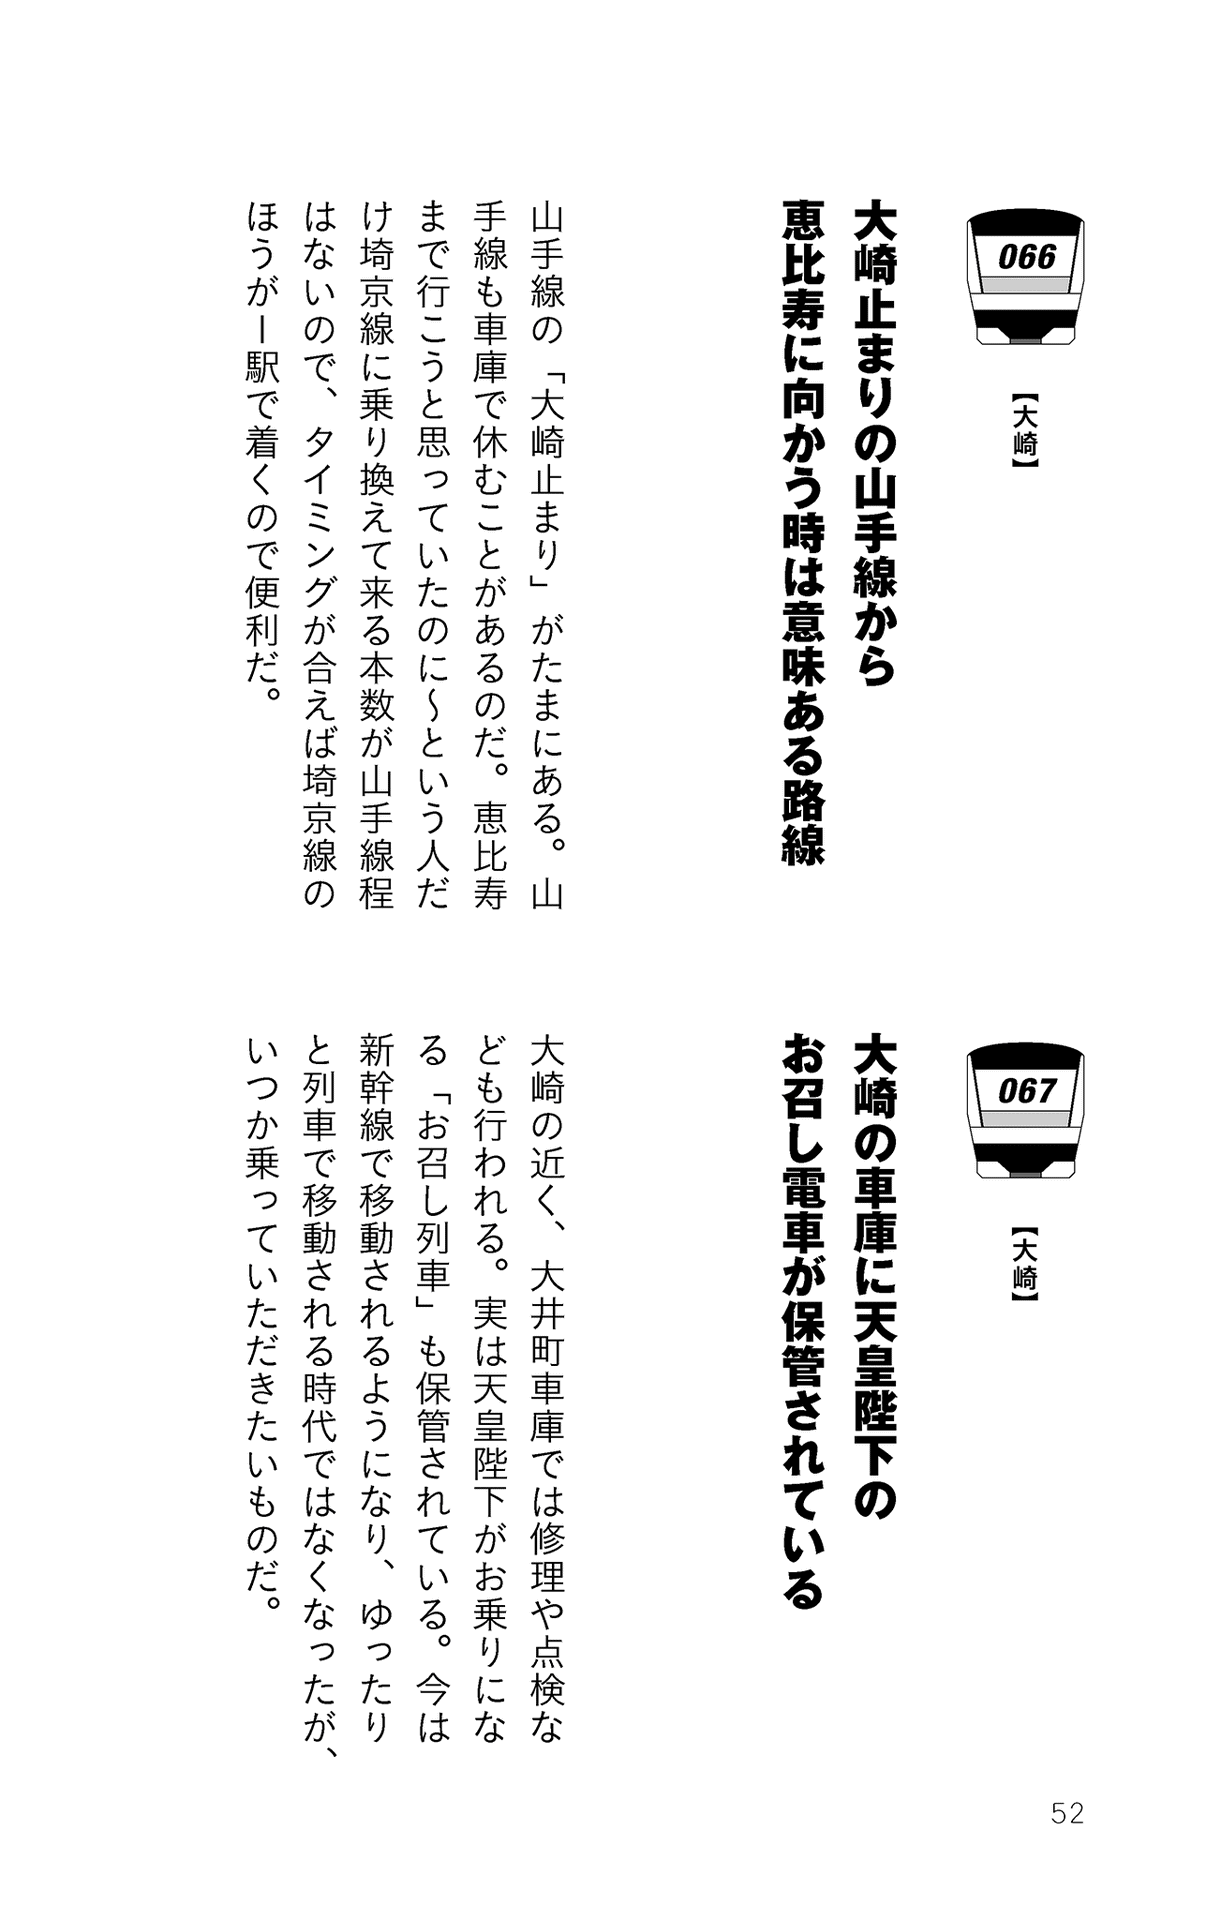 066
【大崎】
大崎止まりの山手線から
恵比寿に向かう時は意味ある路線
山手線の「大崎止まり」がたまにある。山
手線も車庫で休むことがあるのだ。恵比寿
まで行こうと思っていたのに〜という人だ
け埼京線に乗り換えて来る本数が山手線程
はないので、タイミングが合えば埼京線の
ほうが一駅で着くので便利だ。
067
【大崎】
大崎の車庫に天皇陛下の
お召し電車が保管されている
大崎の近く、大井町車庫では修理や点検な
ども行われる。実は天皇陛下がお乗りにな
る「お召し列車」も保管されている。今は
新幹線で移動されるようになり、ゆったり
と列車で移動される時代ではなくなったが、
いつか乗っていただきたいものだ。
52